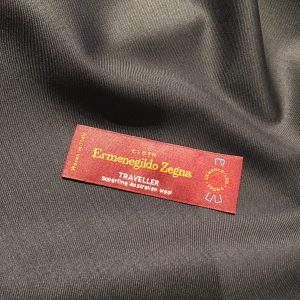 CLOTH
Ermenegildo Zegna
TRAVELLER
Superfine Australian Wool